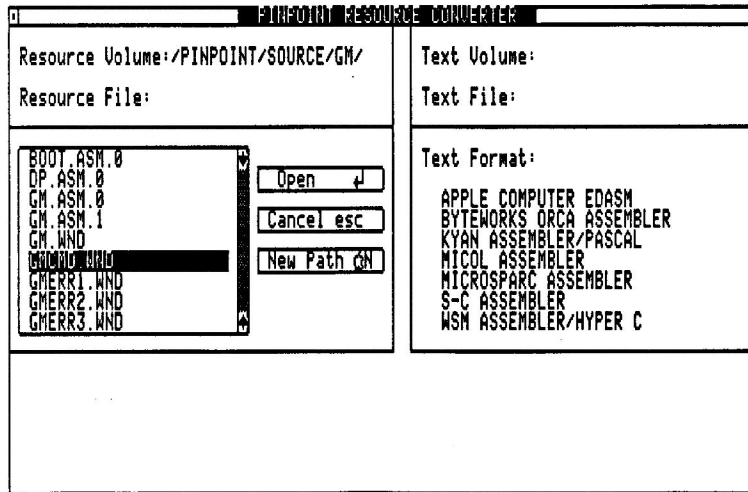 PINPOINT RESOURCE CONVERTER
Resource Volume:/PINPOINT/SOURCE/GM/
Resource File:
BOOT.ASM.0
DP.ASM.0
GM.ASM.0
GM.ASM.1
GM.WND
GMCMD.WND
GMERR1.WND
GMERR2.WND
GMERR3.WND
Open
Cancel esc
New Path N
Text Volume:
Text File:
Text Format:
APPLE COMPUTER EDASM
BYTEWORKS ORCA ASSEMBLER
KYAN ASSEMBLER/PASCAL
MICOL ASSEMBLER
MICROSPARC ASSEMBLER
S-C ASSEMBLER
WSM ASSEMBLER/HYPER C